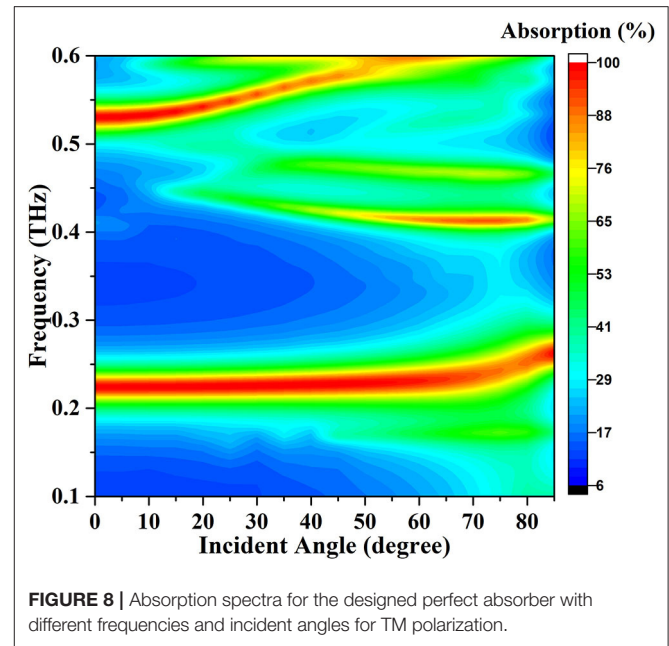 Absorption (%)
0.6
0.5
0.4
0.3
0.2
0.1
Frequency (THz)
0 10 20 30 40 50 60 70 80
Incident Angle (degree)
100
88
76
65
53
41
29
17
6
FIGURE 8 | Absorption spectra for the designed perfect absorber with
different frequencies and incident angles for TM polarization.